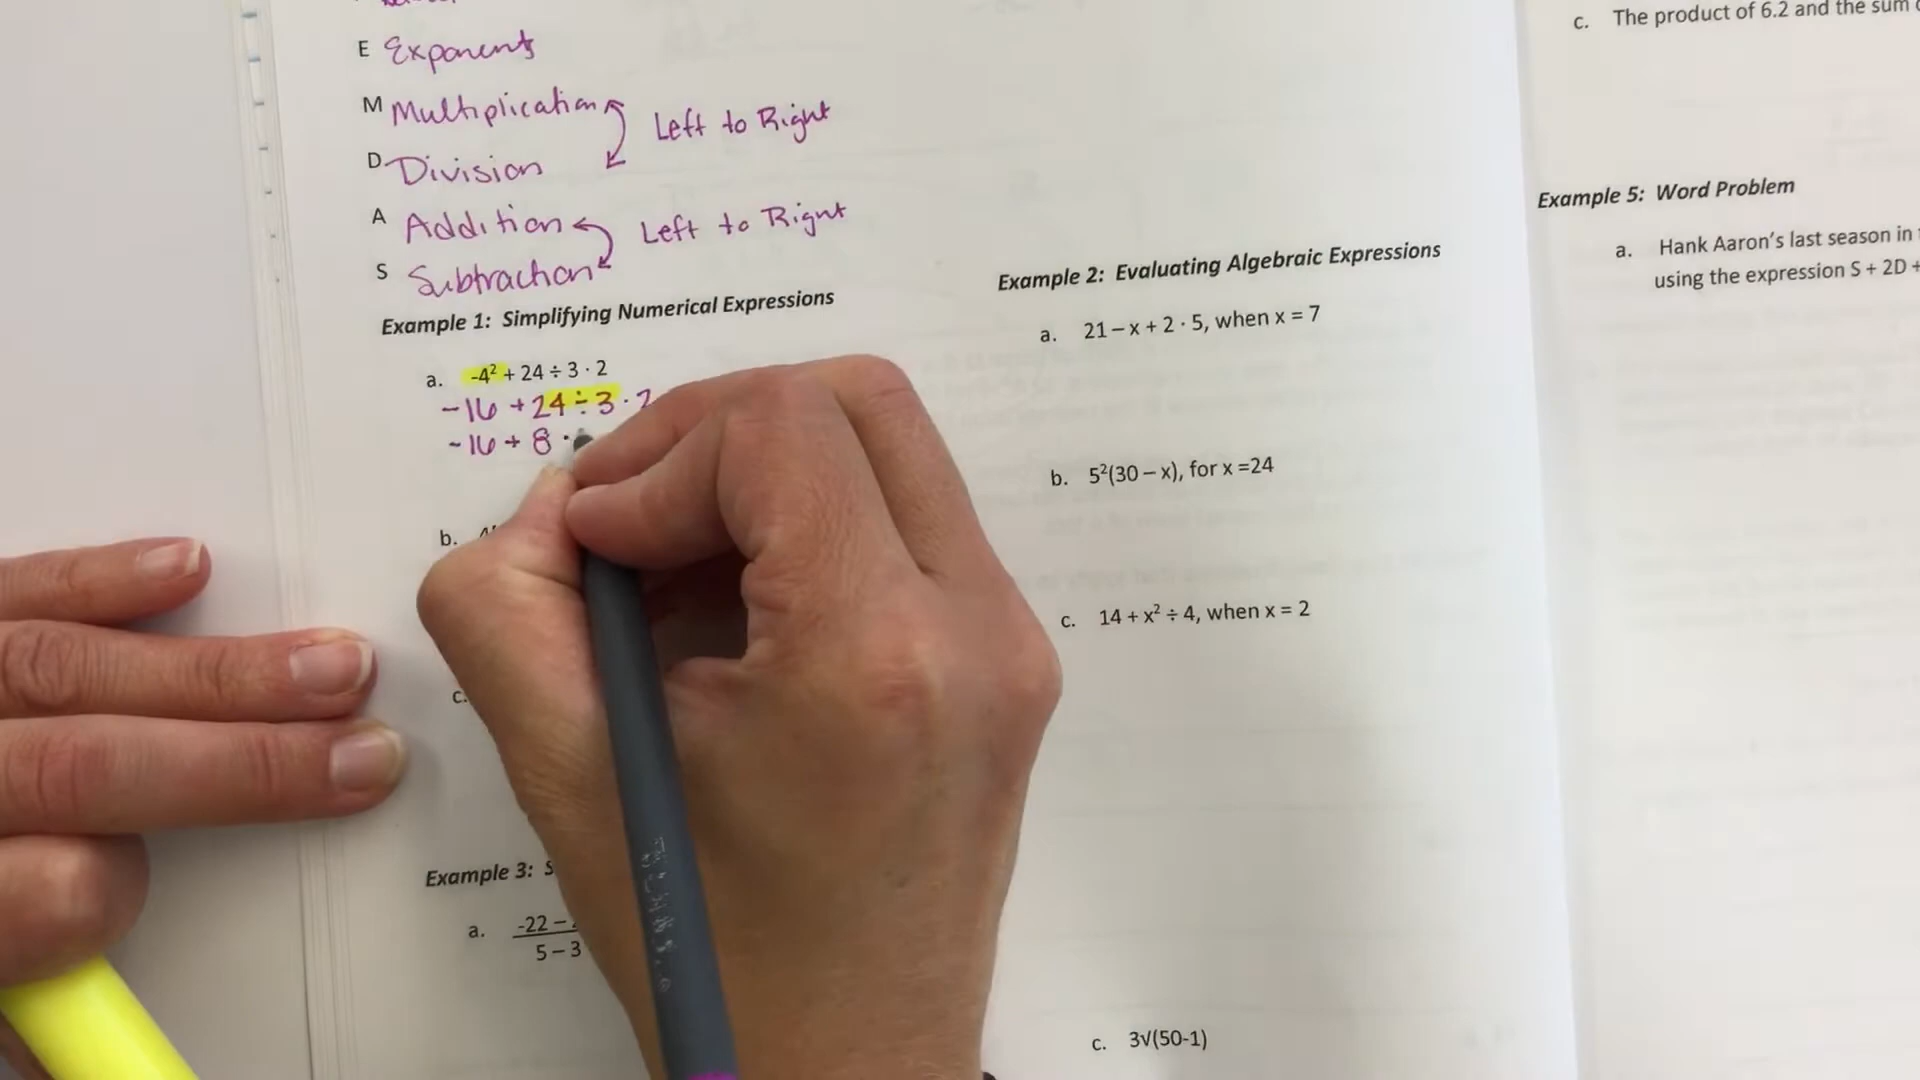 E Exponents
M Multiplication
Left to Right
D Division
A Addition
Left to Right
S Subtraction
Example 1: Simplifying Numerical Expressions
a. -4² + 24 ÷ 3 · 2
-16 + 24 ÷ 3 · 2
-16 + 8 ·
b.
c.
Example 3: S
a. -22 –
5 – 3
Example 2: Evaluating Algebraic Expressions
a. 21 – x + 2 · 5, when x = 7
b. 5²(30 – x), for x =24
c. 14 + x² ÷ 4, when x = 2
c. 3√(50-1)
c. The product of 6.2 and the sum
Example 5: Word Problem
a. Hank Aaron’s last season in
using the expression S + 2D +